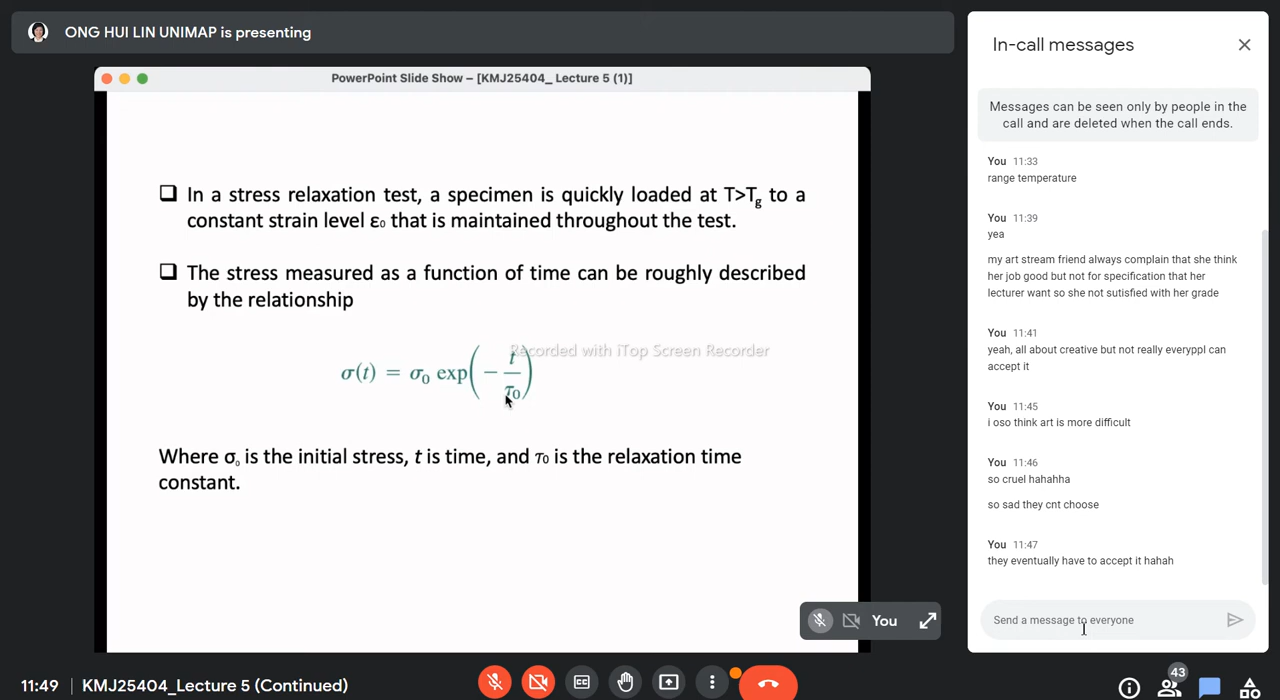 ONG HUI LIN UNIMAP is presenting
PowerPoint Slide Show – [KMJ25404_ Lecture 5 (1)]
❑ In a stress relaxation test, a specimen is quickly loaded at T>Tg to a
constant strain level ε₀ that is maintained throughout the test.
❑ The stress measured as a function of time can be roughly described
by the relationship
Recorded with iTop Screen Recorder
σ(t) = σ₀ exp(− t/τ₀)
Where σ₀ is the initial stress, t is time, and τ₀ is the relaxation time
constant.
You
11:49 | KMJ25404_Lecture 5 (Continued)
In-call messages
Messages can be seen only by people in the
call and are deleted when the call ends.
You 11:33
range temperature
You 11:39
yea
my art stream friend always complain that she think
her job good but not for specification that her
lecturer want so she not sutisfied with her grade
You 11:41
yeah, all about creative but not really everyppl can
accept it
You 11:45
i oso think art is more difficult
You 11:46
so cruel hahahha
so sad they cnt choose
You 11:47
they eventually have to accept it hahah
Send a message to everyone
43